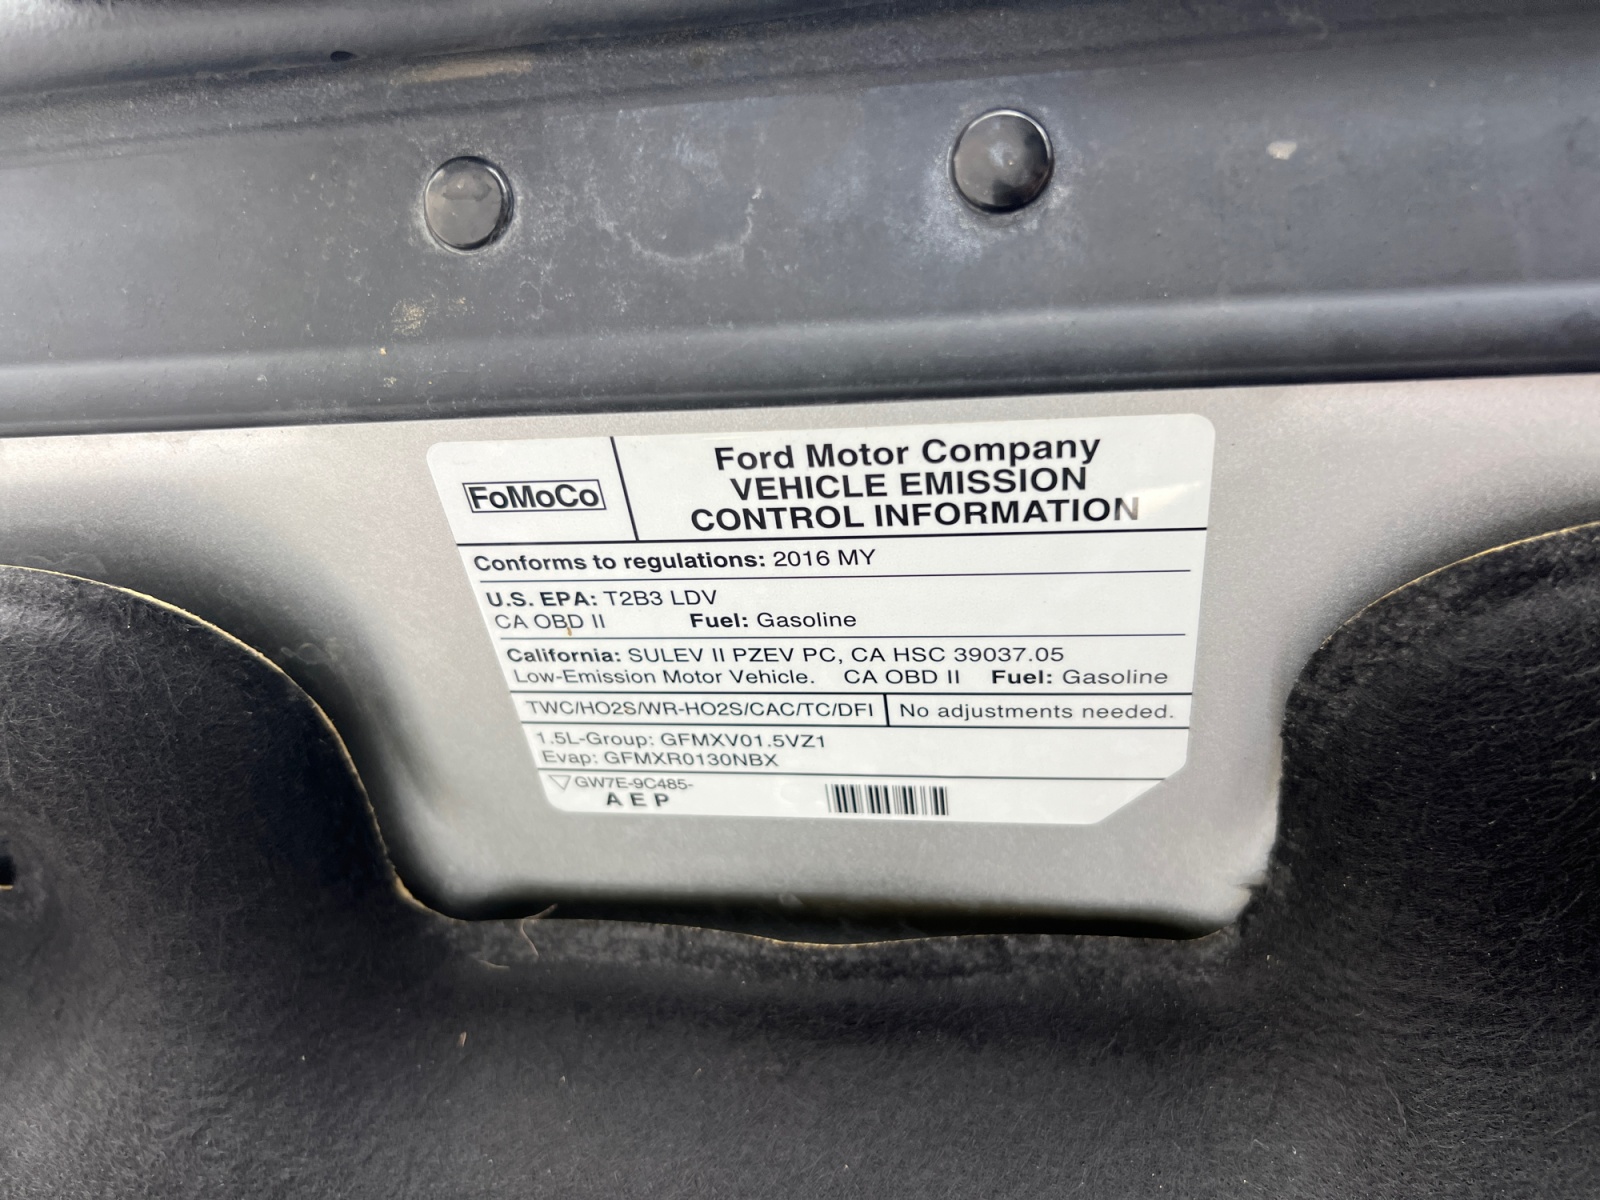 FoMoCo
Ford Motor Company
VEHICLE EMISSION
CONTROL INFORMATION
Conforms to regulations: 2016 MY
U.S. EPA: T2B3 LDV
CA OBD II Fuel: Gasoline
California: SULEV II PZEV PC, CA HSC 39037.05
Low-Emission Motor Vehicle. CA OBD II Fuel: Gasoline
TWC/HO2S/WR-HO2S/CAC/TC/DFI No adjustments needed.
1.5L-Group: GFMXV01.5VZ1
Evap: GFMXR0130NBX
GW7E-9C485-
A E P